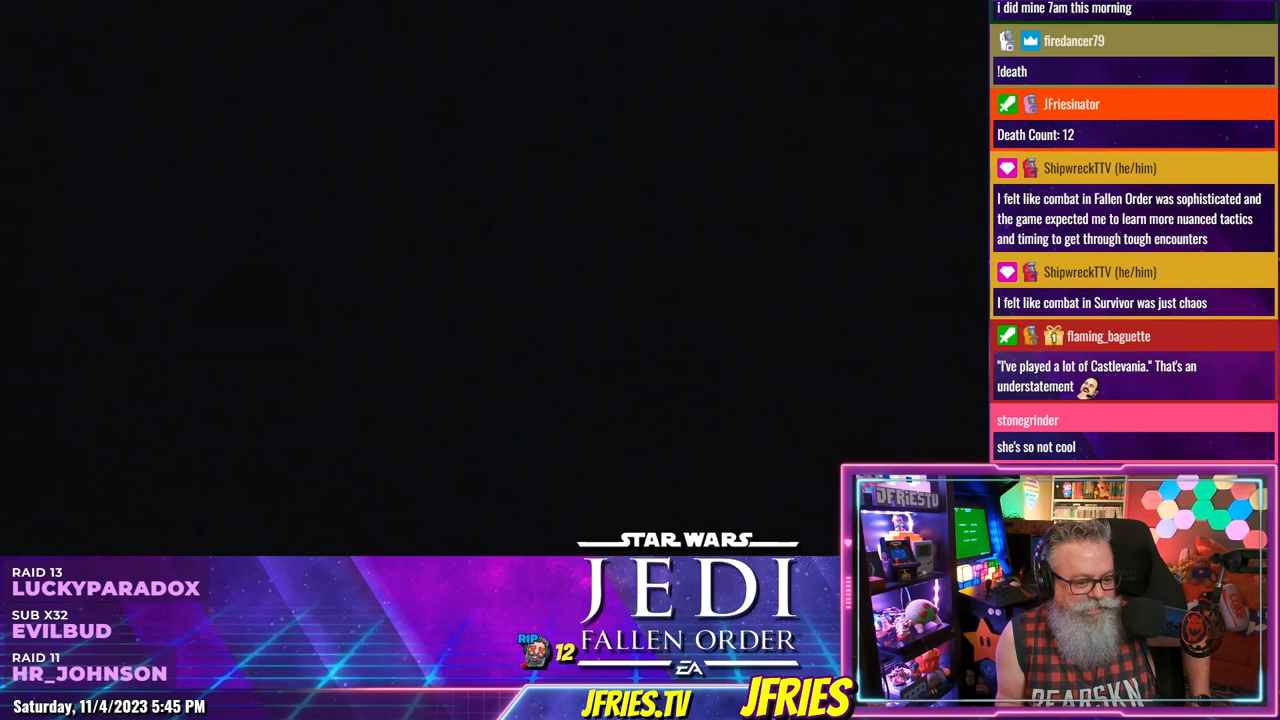 i did mine 7am this morning
firedancer79
!death
JFriesinator
Death Count: 12
ShipwreckTTV (he/him)
I felt like combat in Fallen Order was sophisticated and
the game expected me to learn more nuanced tactics
and timing to get through tough encounters
ShipwreckTTV (he/him)
I felt like combat in Survivor was just chaos
1
flaming_baguette
"I've played a lot of Castlevania." That's an
understatement
stonegrinder
she's so not cool
JFRIESTV
BEARSKN
RAID 13
LUCKYPARADOX
SUB X32
EVILBUD
RAID 11
HR_JOHNSON
Saturday, 11/4/2023 5:45 PM
RIP
12
STAR WARS
JEDI
FALLEN ORDER
EA
JFRIES.TV
JFRIES